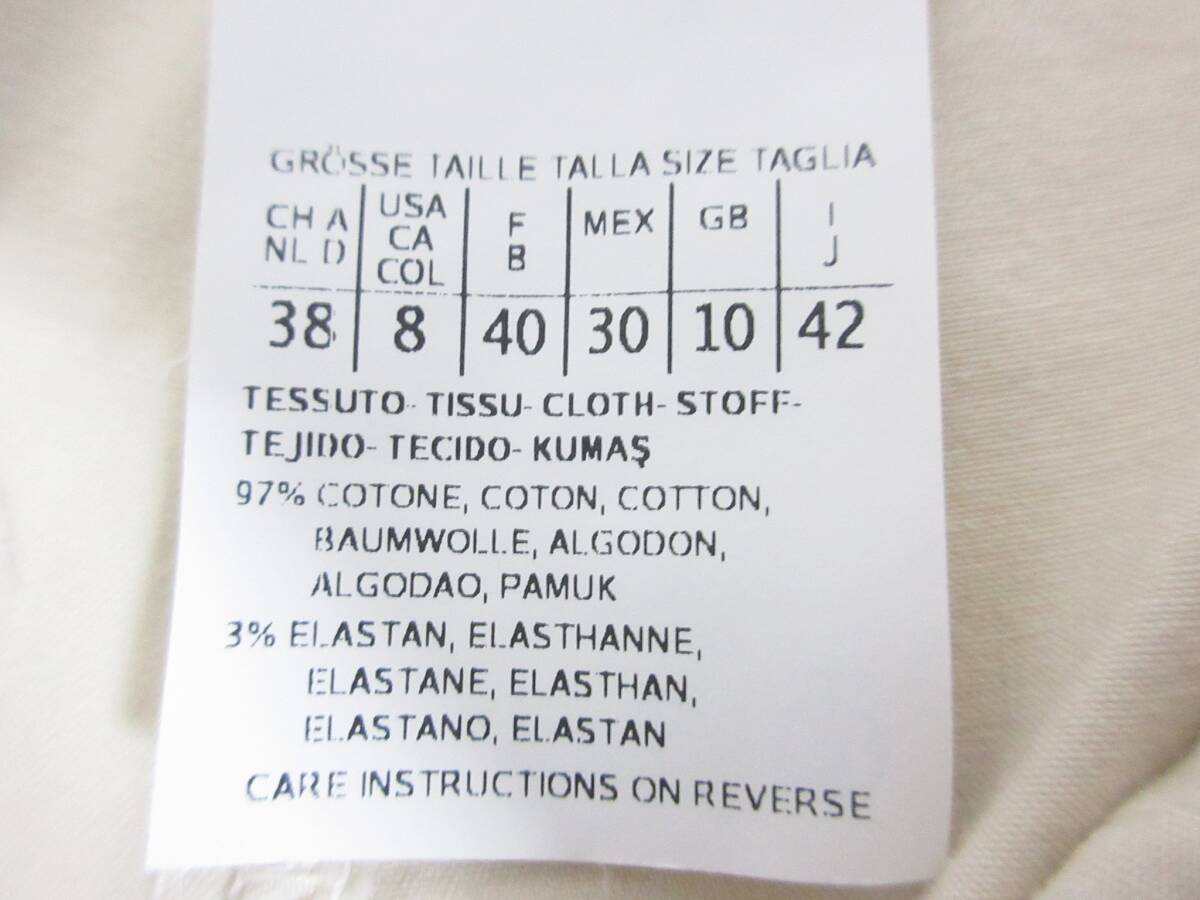 GRÖSSE TAILLE TALLA SIZE TAGLIA
CH A NL D | USA CA COL | F B | MEX | GB | I J
38 | 8 | 40 | 30 | 10 | 42
TESSUTO- TISSU- CLOTH- STOFF-
TEJIDO- TECIDO- KUMAŞ
97% COTONE, COTON, COTTON,
BAUMWOLLE, ALGODON,
ALGODAO, PAMUK
3% ELASTAN, ELASTHANNE,
ELASTANE, ELASTHAN,
ELASTANO, ELASTAN
CARE INSTRUCTIONS ON REVERSE